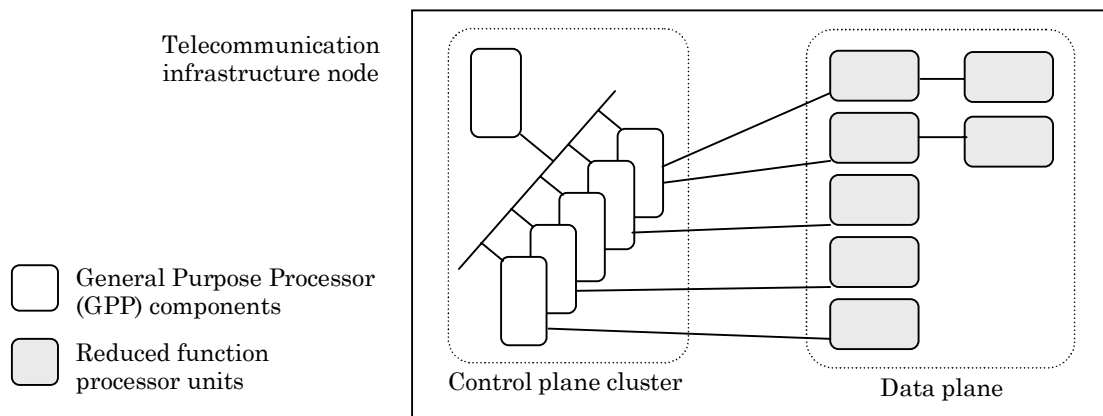 Telecommunication
infrastructure node
General Purpose Processor
(GPP) components
Reduced function
processor units
Control plane cluster
Data plane